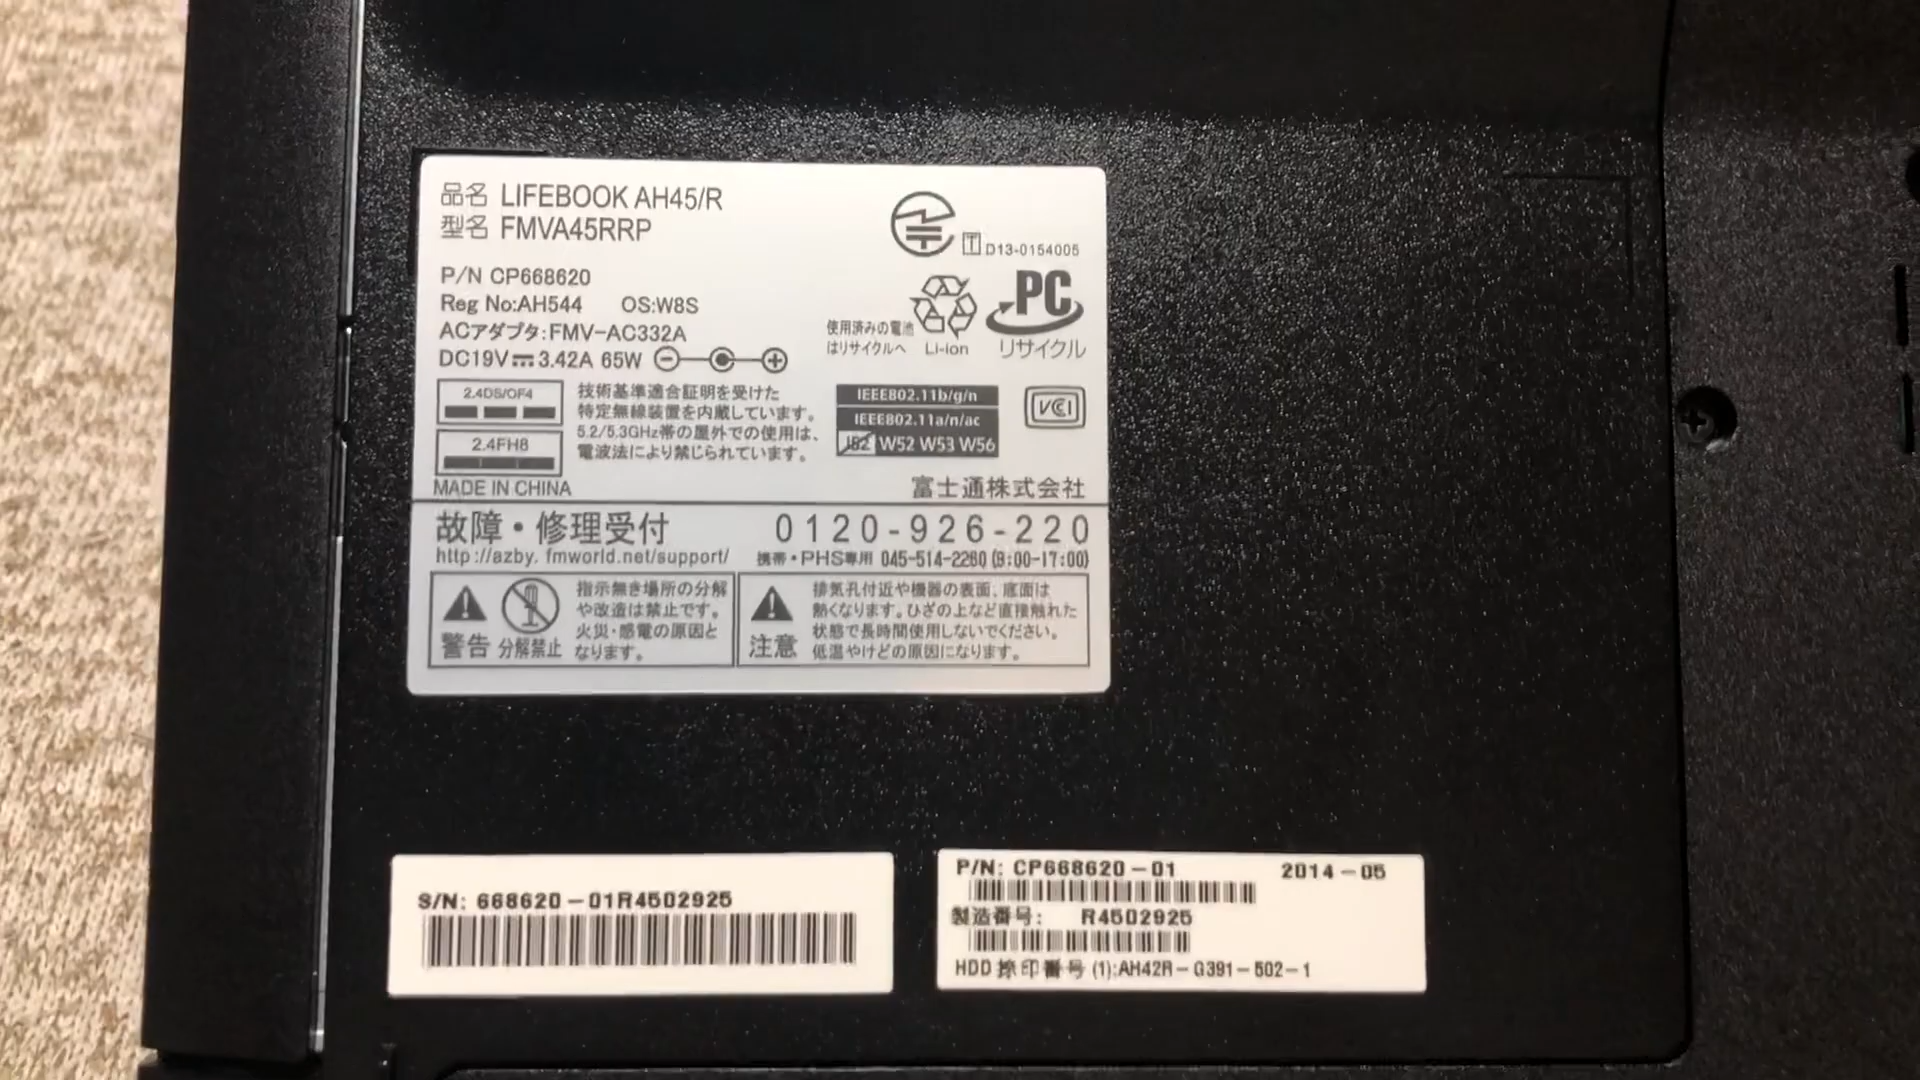 品名 LIFEBOOK AH45/R
型名 FMVA45RRP
T D13-0154005
P/N CP668620
Reg No:AH544 OS:W8S
ACアダプタ:FMV-AC332A
DC19V 3.42A 65W
使用済みの電池
はリサイクルへ
Li-ion
PC
リサイクル
2.4DS/OF4
2.4FH8
技術基準適合証明を受けた
特定無線装置を内蔵しています。
5.2/5.3GHz帯の屋外での使用は、
電波法により禁じられています。
IEEE802.11b/g/n
IEEE802.11a/n/ac
J52 W52 W53 W56
VCI
MADE IN CHINA
富士通株式会社
故障・修理受付 0120-926-220
http://azby.fmworld.net/support/ 携帯・PHS専用 045-514-2260 (9:00-17:00)
警告
分解禁止
指示無き場所の分解
や改造は禁止です。
火災・感電の原因と
なります。
注意
排気孔付近や機器の表面、底面は
熱くなります。ひざの上など直接触れた
状態で長時間使用しないでください。
低温やけどの原因になります。
S/N: 668620-01R4502925
P/N: CP668620-01 2014-05
製造番号: R4502925
HDD 捺印番号 (1):AH42R-G391-502-1